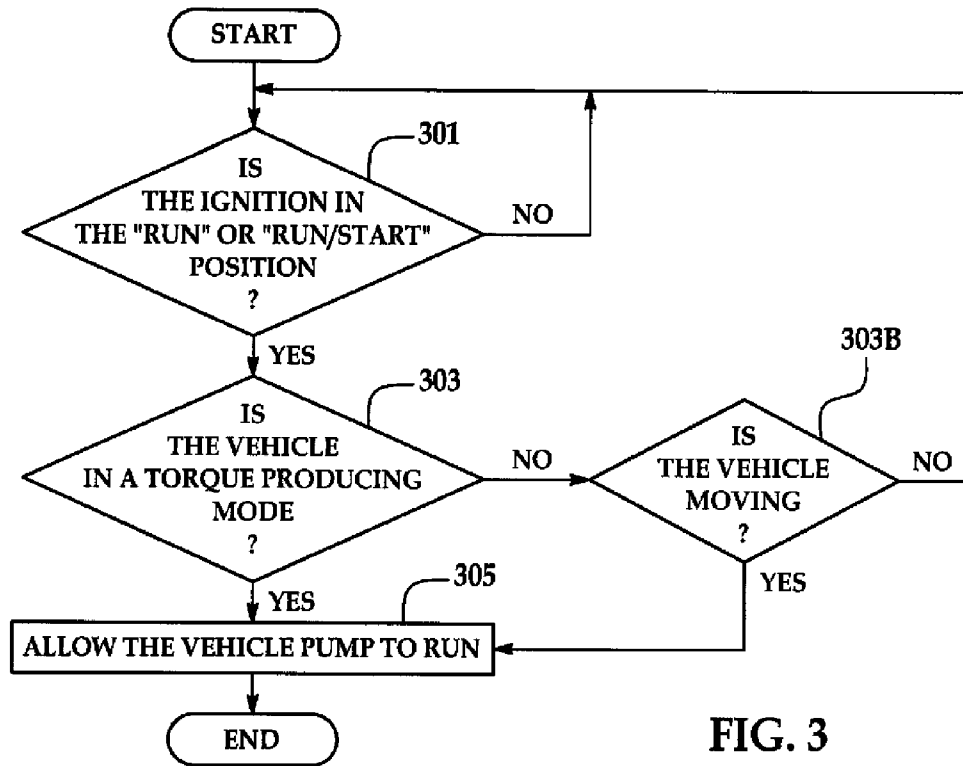 START
301
IS
THE IGNITION IN
THE "RUN" OR "RUN/START"
POSITION
?
NO
YES
303
IS
THE VEHICLE
IN A TORQUE PRODUCING
MODE
?
NO
303B
IS
THE VEHICLE
MOVING
?
NO
YES
YES
305
ALLOW THE VEHICLE PUMP TO RUN
END
FIG. 3